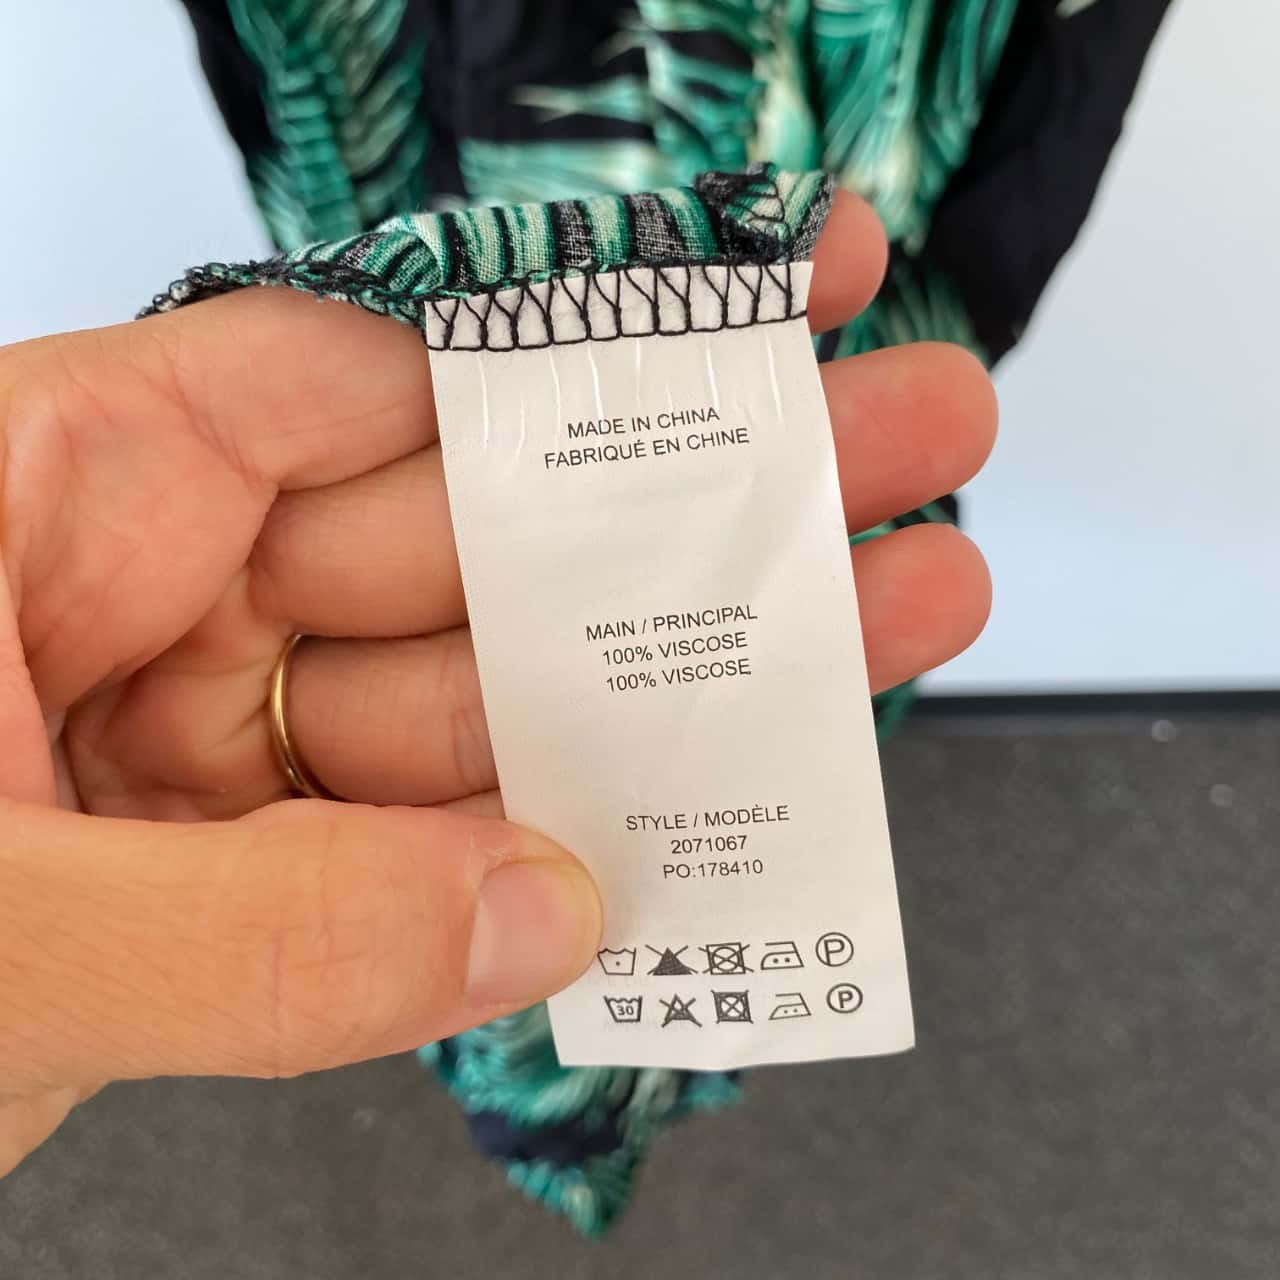 MADE IN CHINA
FABRIQUÉ EN CHINE
MAIN / PRINCIPAL
100% VISCOSE
100% VISCOSE
STYLE / MODÈLE
2071067
PO:178410
P
30 P